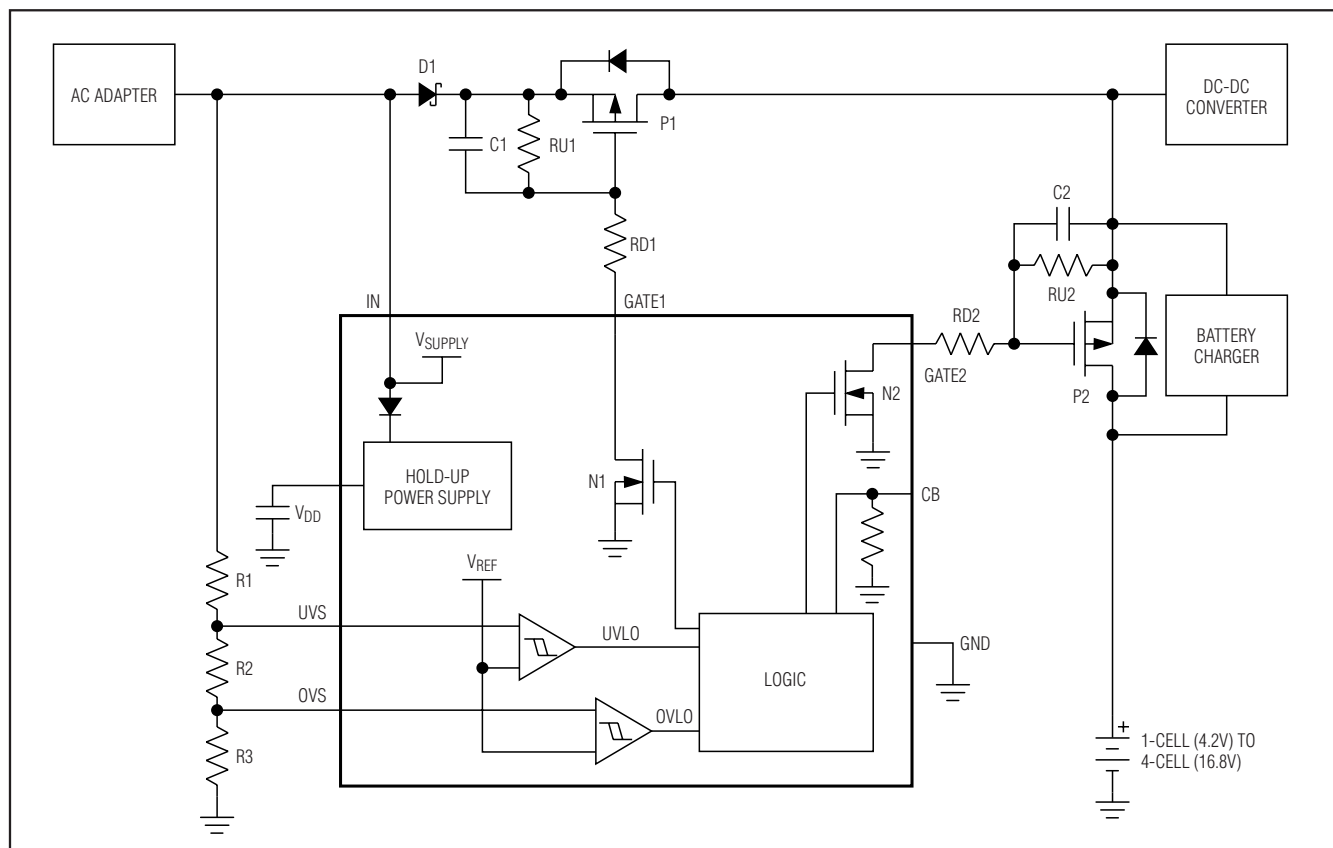 D1
AC ADAPTER
DC-DC
CONVERTER
C1
RU1
P1
C2
RD1
RU2
IN
GATE1
RD2
BATTERY
CHARGER
VSUPPLY
GATE2
N2
P2
HOLD-UP
POWER SUPPLY
N1
CB
VDD
VREF
R1
UVS
UVLO
GND
R2
LOGIC
OVS
OVLO
R3
+
1-CELL (4.2V) TO
4-CELL (16.8V)